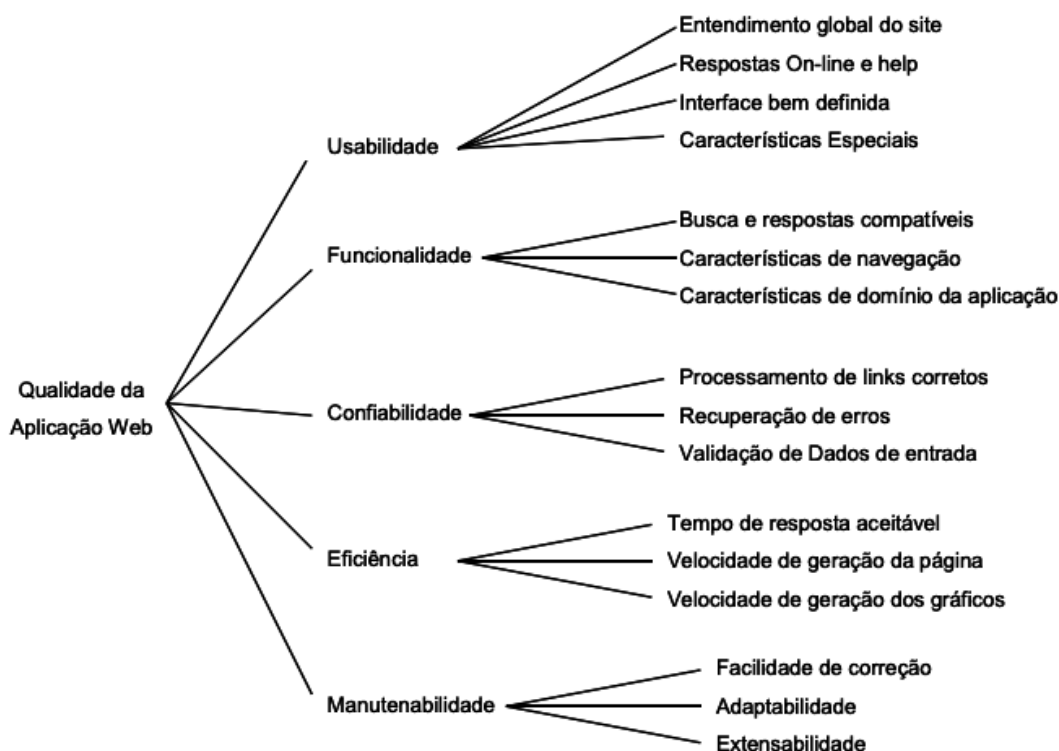 Entendimento global do site
Respostas On-line e help
Interface bem definida
Características Especiais
Usabilidade
Busca e respostas compatíveis
Características de navegação
Características de domínio da aplicação
Funcionalidade
Qualidade da
Aplicação Web
Processamento de links corretos
Recuperação de erros
Validação de Dados de entrada
Confiabilidade
Tempo de resposta aceitável
Velocidade de geração da página
Velocidade de geração dos gráficos
Eficiência
Facilidade de correção
Adaptabilidade
Extensabilidade
Manutenabilidade